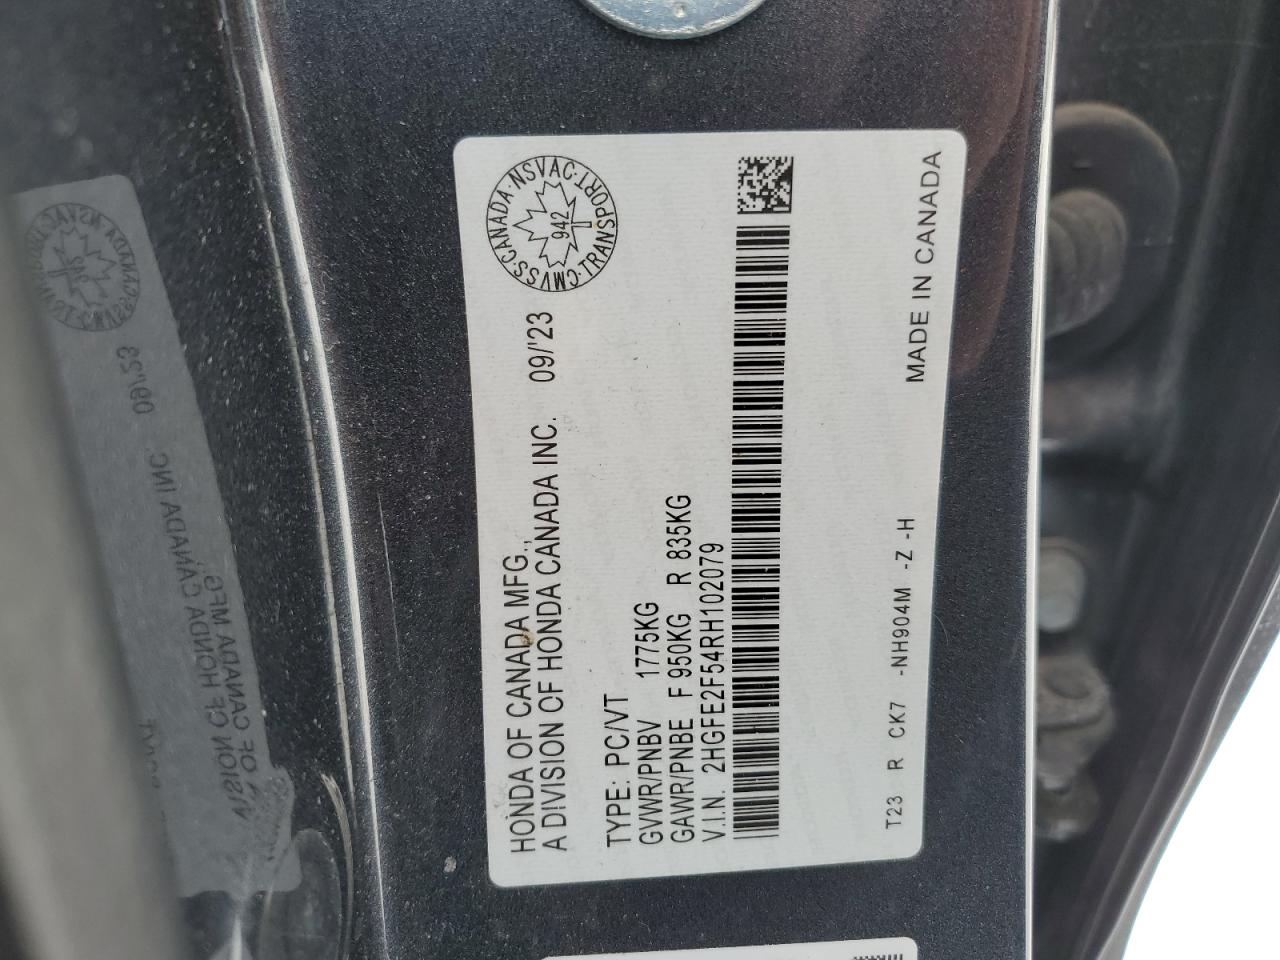 CMVSS·CANADA·NSVAC·TRANSPORT
942
HONDA OF CANADA MFG.,
A DIVISION OF HONDA CANADA INC. 09/'23
TYPE: PC/VT
GVWR/PNBV 1775KG
GAWR/PNBE F 950KG R 835KG
V.I.N. 2HGFE2F54RH102079
T23 R CK7 -NH904M -Z -H
MADE IN CANADA